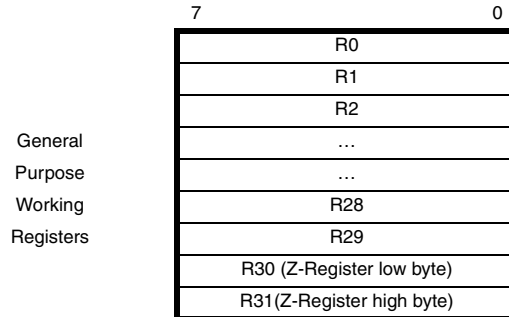 7 0
R0
R1
R2
General …
Purpose …
Working R28
Registers R29
R30 (Z-Register low byte)
R31(Z-Register high byte)